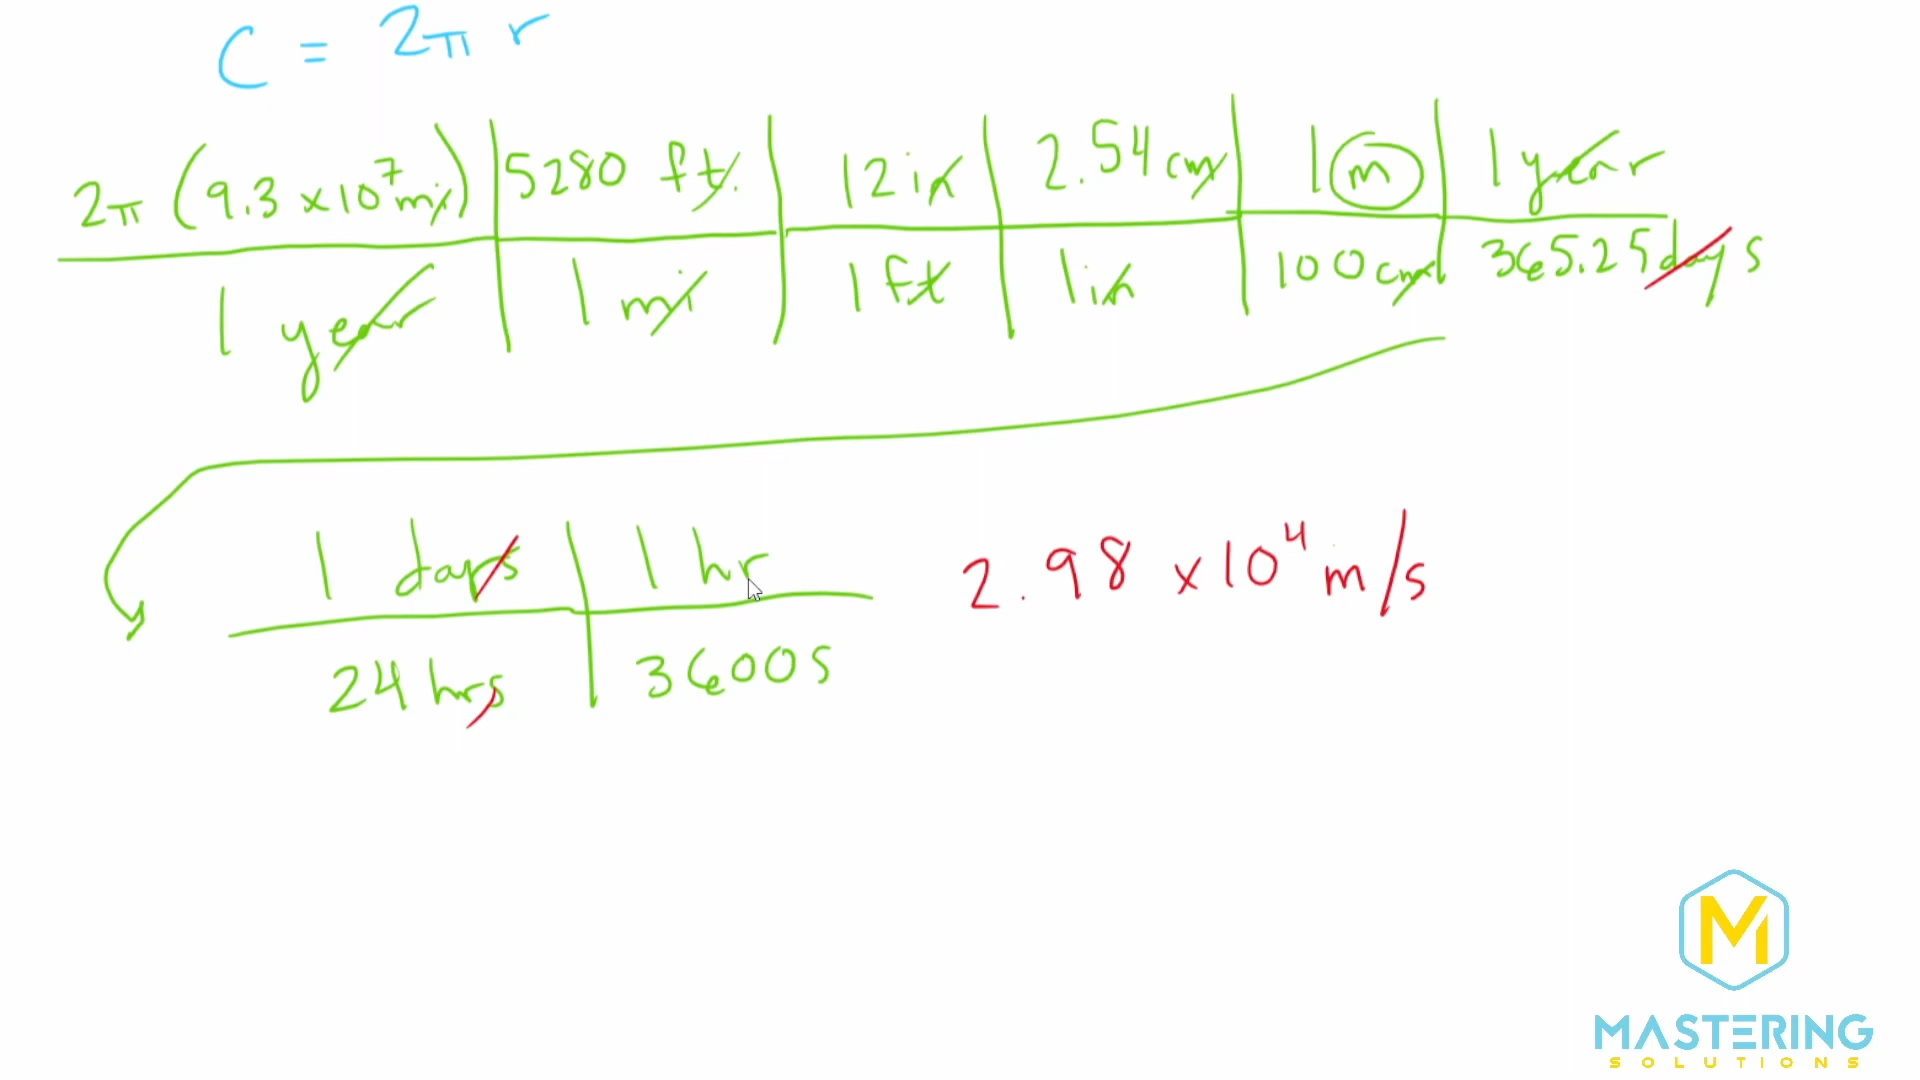 C = 2π r
2π (9.3 x 10⁷ mi) | 5280 ft. | 12 in | 2.54 cm | 1 m | 1 year
1 year | 1 mi | 1 ft | 1 in | 100 cm | 365.25 days
1 days | 1 hr
2.98 x 10⁴ m/s
24 hrs | 3600 s
M
MASTERING
SOLUTIONS